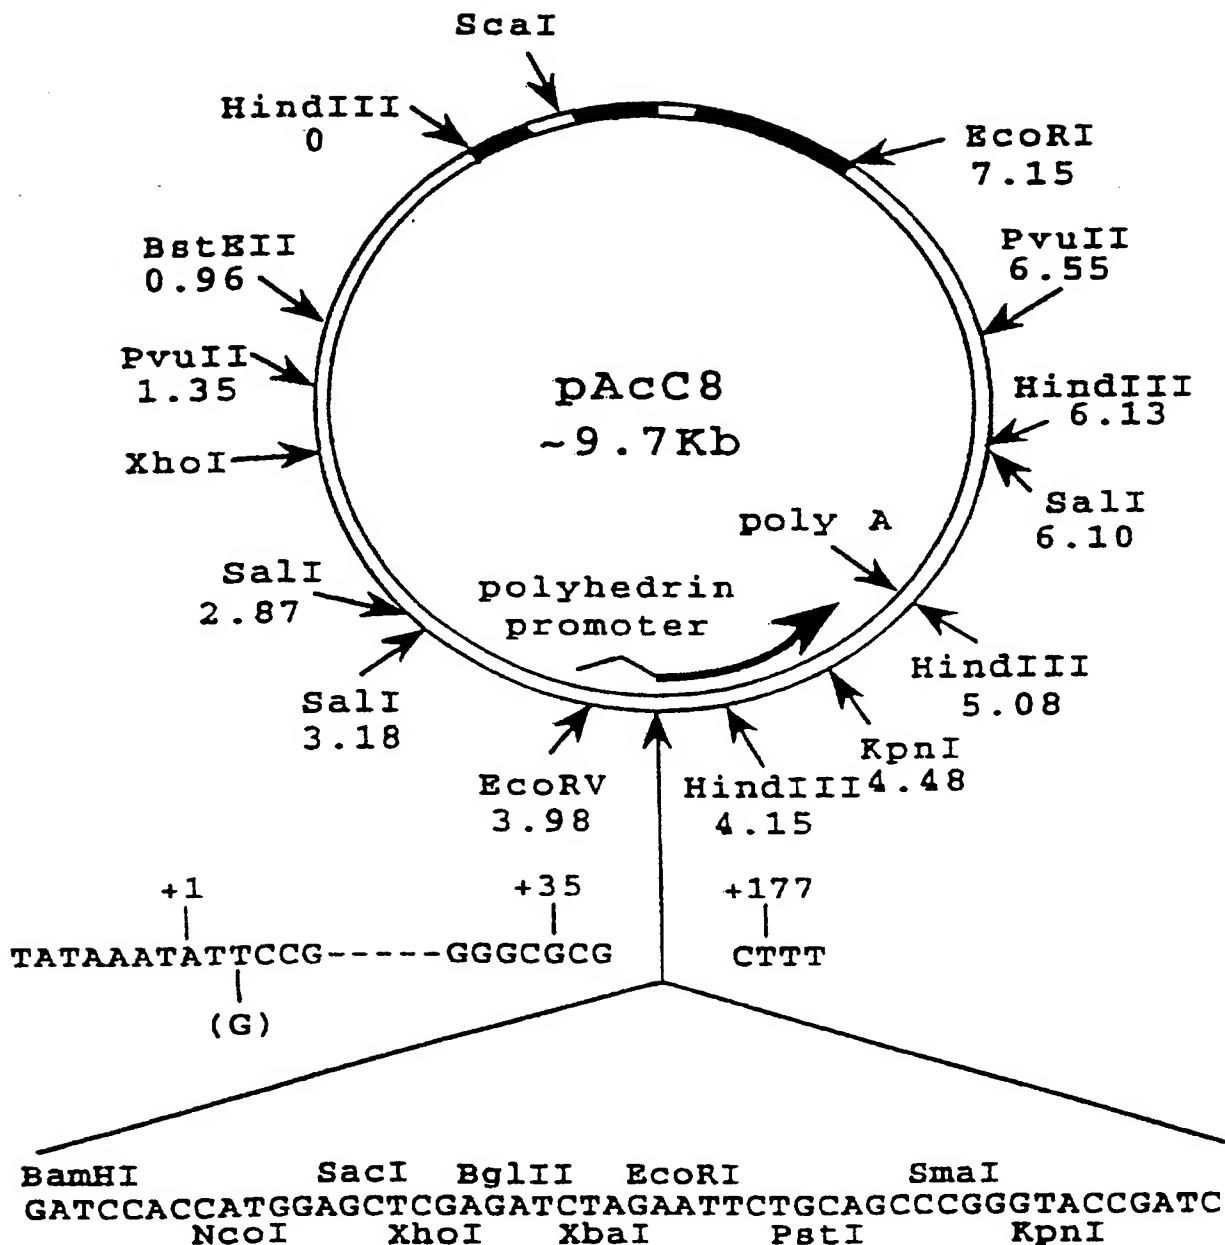 ScaI
HindIII
0
EcoRI
7.15
BstEII
0.96
PvuII
6.55
PvuII
1.35
pAcC8
~9.7Kb
HindIII
6.13
XhoI
SalI
6.10
poly A
SalI
2.87
polyhedrin
promoter
HindIII
5.08
SalI
3.18
KpnI
4.48
EcoRV
3.98
HindIII
4.15
+1
+35
+177
TATAAATATTCCG-----GGGCGCG
CTTT
(G)
BamHI SacI BglII EcoRI SmaI
GATCCACCATGGAGCTCGAGATCTAGAATTCTGCAGCCCGGGTACCGATC
NcoI XhoI XbaI PstI KpnI